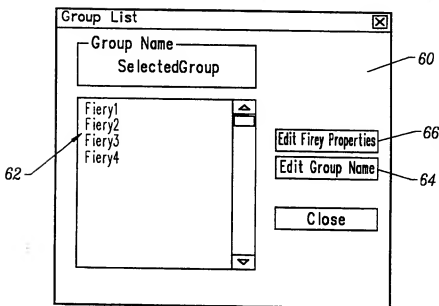 Group List
Group Name
SelectedGroup
60
Fiery1
Fiery2
Fiery3
Fiery4
62
Edit Firey Properties
66
Edit Group Name
64
Close